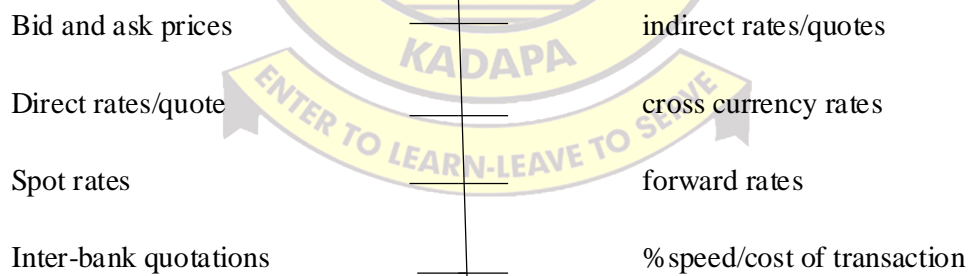 Bid and ask prices indirect rates/quotes
KADAPA
Direct rates/quote cross currency rates
ENTER TO LEARN-LEAVE TO SERVE
Spot rates forward rates
Inter-bank quotations %speed/cost of transaction